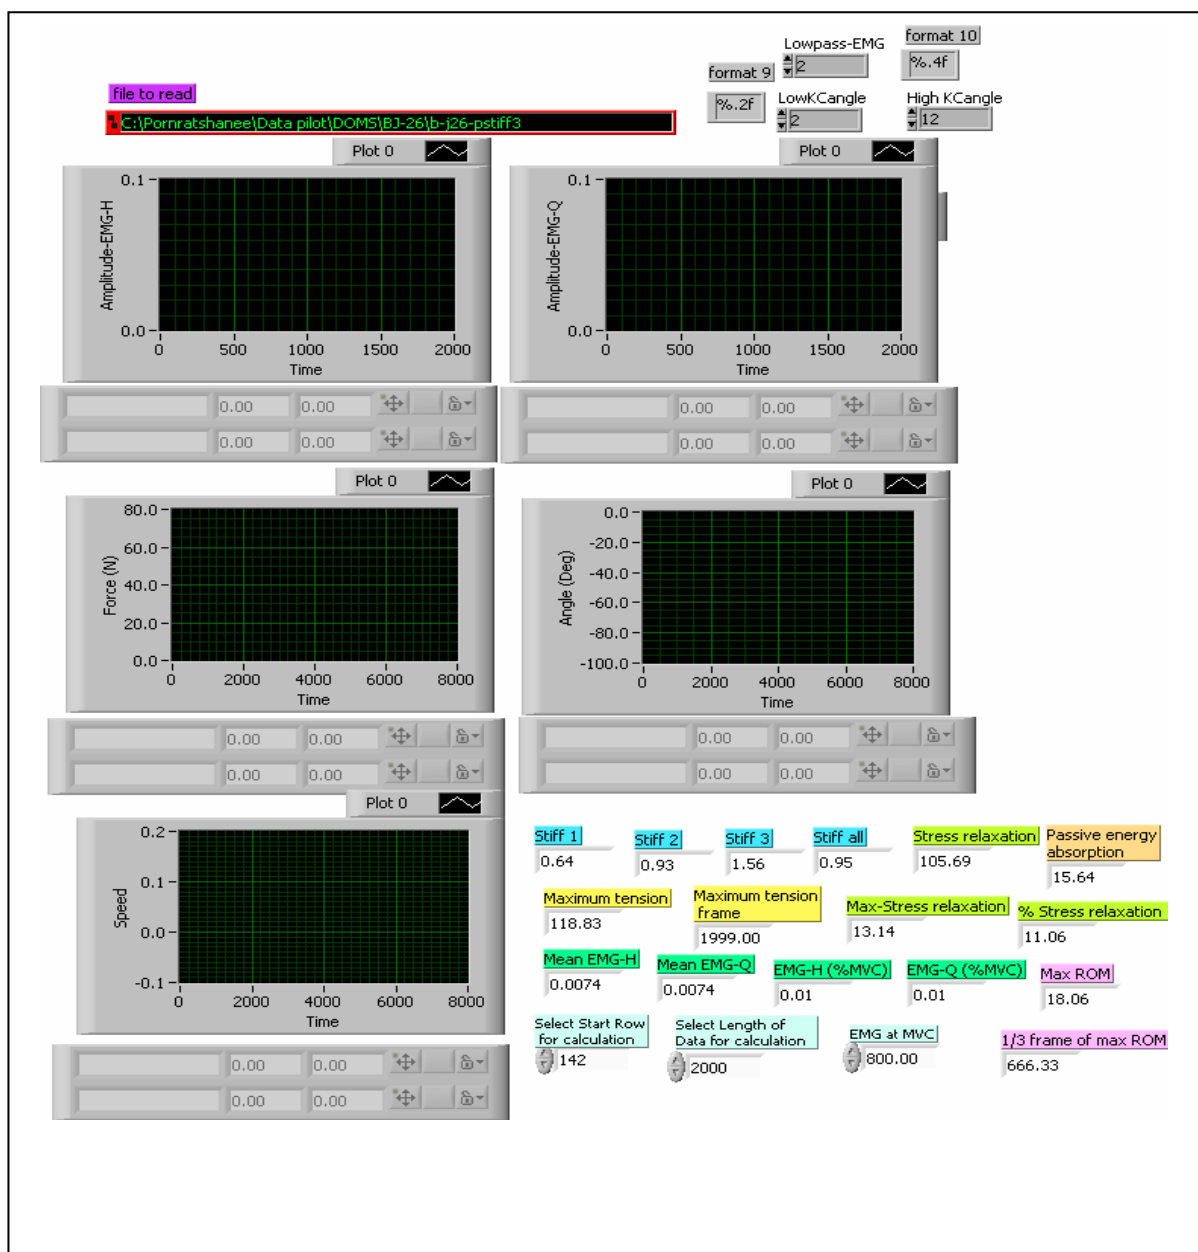 Lowpass-EMG
2
format 10
%.4f
format 9
%.2f
LowKCangle
2
High KCangle
12
file to read
C:\Pornratshanee\Data pilot\DOMS\BJ-26\b-j26-pstiff3
Plot 0
Amplitude-EMG-H
0.1
0.0
0 500 1000 1500 2000
Time
0.00 0.00
0.00 0.00
Plot 0
Amplitude-EMG-Q
0.1
0.0
0 500 1000 1500 2000
Time
0.00 0.00
0.00 0.00
Plot 0
Force (N)
80.0
60.0
40.0
20.0
0.0
0 2000 4000 6000 8000
Time
0.00 0.00
0.00 0.00
Plot 0
Angle (Deg)
0.0
-20.0
-40.0
-60.0
-80.0
-100.0
0 2000 4000 6000 8000
Time
0.00 0.00
0.00 0.00
Plot 0
Speed
0.2
0.1
0.0
-0.1
0 2000 4000 6000 8000
Time
0.00 0.00
0.00 0.00
Stiff 1
0.64
Stiff 2
0.93
Stiff 3
1.56
Stiff all
0.95
Stress relaxation
105.69
Passive energy
absorption
15.64
Maximum tension
118.83
Maximum tension
frame
1999.00
Max-Stress relaxation
13.14
% Stress relaxation
11.06
Mean EMG-H
0.0074
Mean EMG-Q
0.0074
EMG-H (%MVC)
0.01
EMG-Q (%MVC)
0.01
Max ROM
18.06
Select Start Row
for calculation
142
Select Length of
Data for calculation
2000
EMG at MVC
800.00
1/3 frame of max ROM
666.33